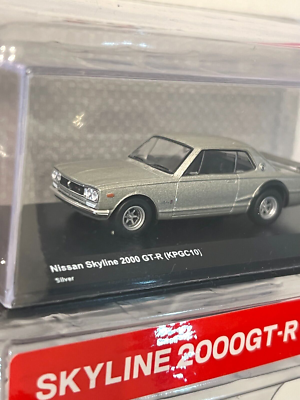 Nissan Skyline 2000 GT-R (KPGC10)
Silver
SKYLINE 2000GT-R